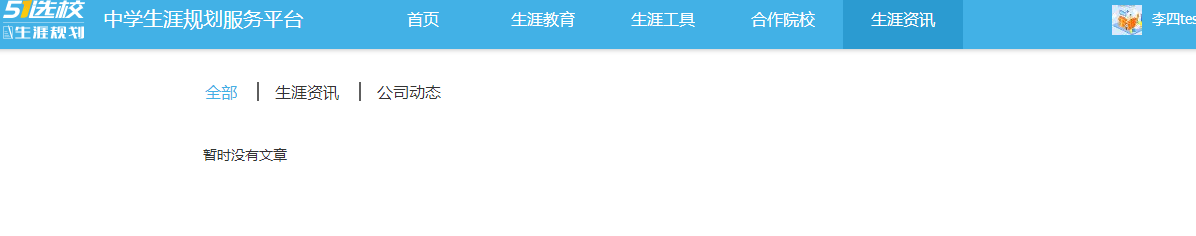 51选校
生涯规划
中学生涯规划服务平台
首页 生涯教育 生涯工具 合作院校 生涯资讯
李四tes
全部 生涯资讯 公司动态
暂时没有文章